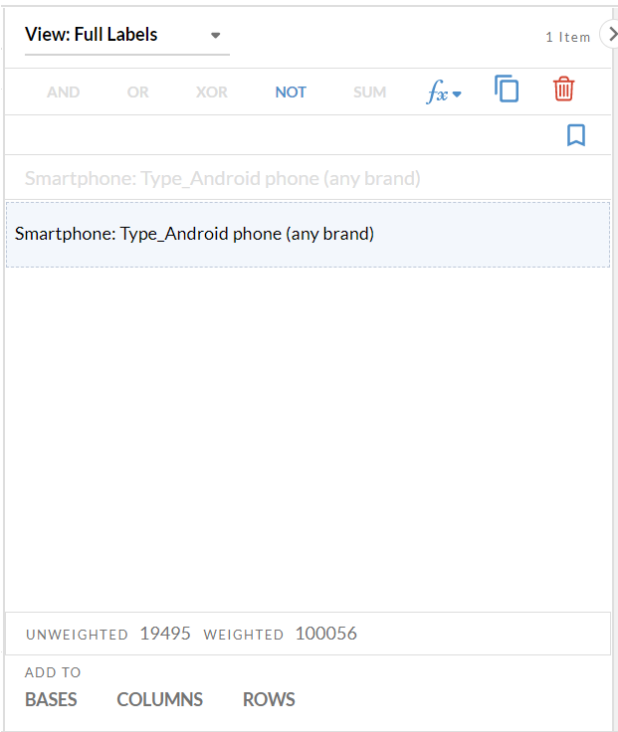 View: Full Labels
1 Item
AND OR XOR NOT SUM fx
Smartphone: Type_Android phone (any brand)
Smartphone: Type_Android phone (any brand)
UNWEIGHTED 19495 WEIGHTED 100056
ADD TO
BASES COLUMNS ROWS